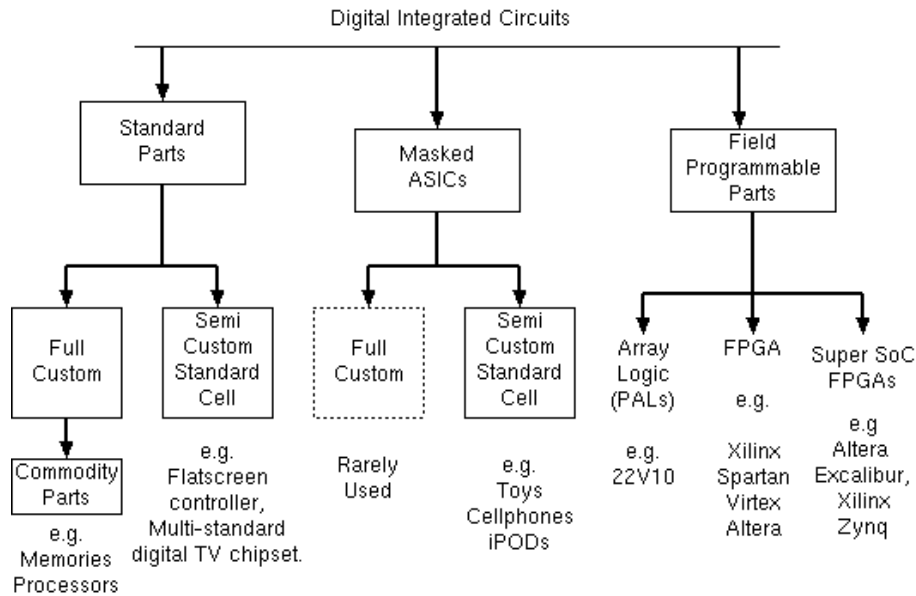 Digital Integrated Circuits
Standard
Parts
Masked
ASICs
Field
Programmable
Parts
Full
Custom
Semi
Custom
Standard
Cell
Full
Custom
Semi
Custom
Standard
Cell
Array
Logic
(PALs)
FPGA
Super SoC
FPGAs
Commodity
Parts
e.g.
Memories
Processors
e.g.
Flatscreen
controller,
Multi-standard
digital TV chipset.
Rarely
Used
e.g.
Toys
Cellphones
iPODs
e.g.
22V10
e.g.
Xilinx
Spartan
Virtex
Altera
e.g
Altera
Excalibur,
Xilinx
Zynq